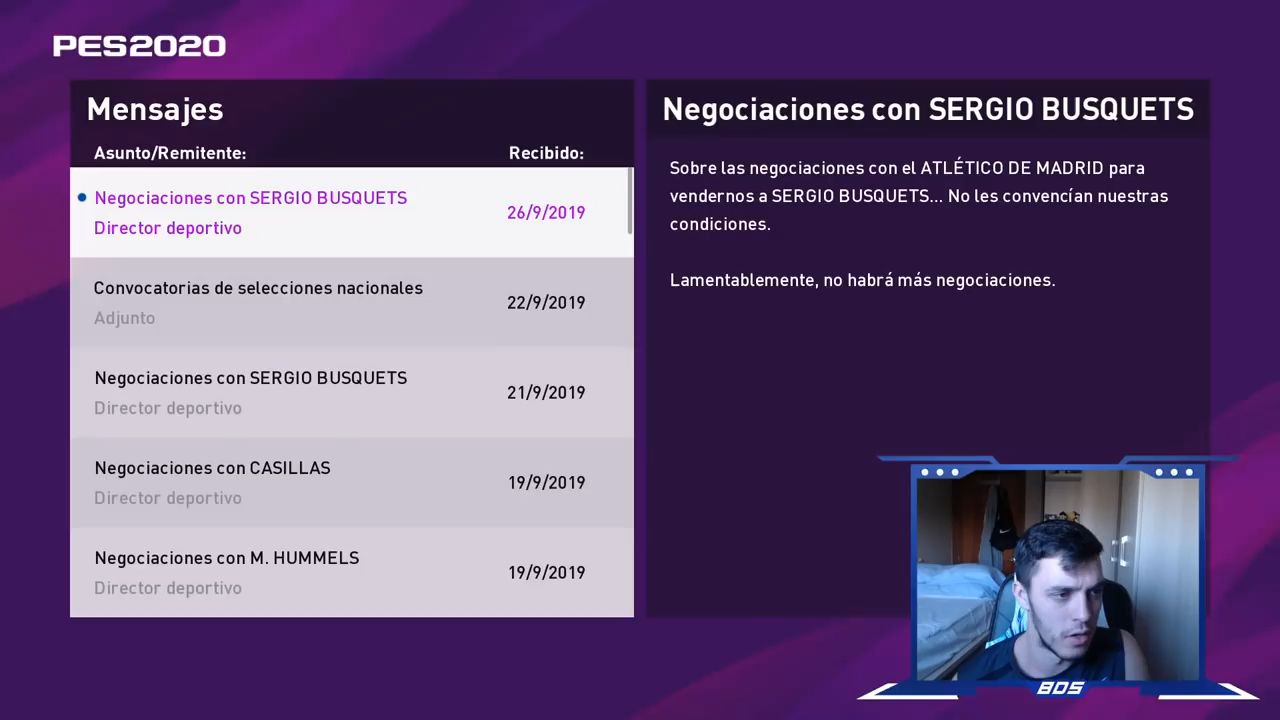 PES2020
Mensajes
Asunto/Remitente:
Recibido:
Negociaciones con SERGIO BUSQUETS
Director deportivo
26/9/2019
Convocatorias de selecciones nacionales
Adjunto
22/9/2019
Negociaciones con SERGIO BUSQUETS
Director deportivo
21/9/2019
Negociaciones con CASILLAS
Director deportivo
19/9/2019
Negociaciones con M. HUMMELS
Director deportivo
19/9/2019
Negociaciones con SERGIO BUSQUETS
Sobre las negociaciones con el ATLÉTICO DE MADRID para
vendernos a SERGIO BUSQUETS... No les convencían nuestras
condiciones.
Lamentablemente, no habrá más negociaciones.
BDS